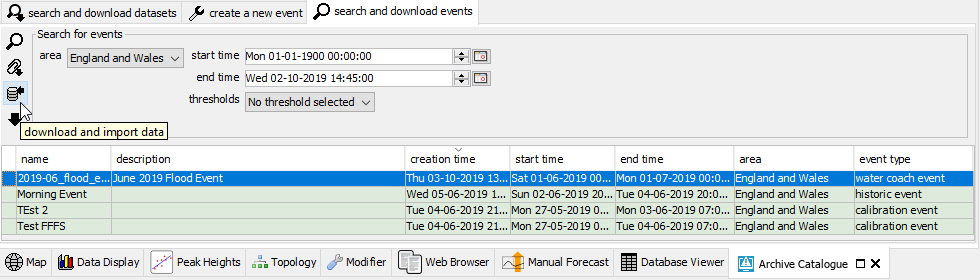 search and download datasets create a new event search and download events
Search for events
area England and Wales start time Mon 01-01-1900 00:00:00
end time Wed 02-10-2019 14:45:00
thresholds No threshold selected
download and import data
name description creation time start time end time area event type
2019-06_flood_e... June 2019 Flood Event Thu 03-10-2019 13... Sat 01-06-2019 00... Mon 01-07-2019 00:0... England and Wales water coach event
Morning Event Wed 05-06-2019 1... Sun 02-06-2019 20... Tue 04-06-2019 20:0... England and Wales historic event
TEst 2 Tue 04-06-2019 21... Mon 27-05-2019 0... Mon 03-06-2019 07:0... England and Wales calibration event
Test FFFS Tue 04-06-2019 21... Mon 27-05-2019 0... Tue 04-06-2019 07:0... England and Wales calibration event
Map Data Display Peak Heights Topology Modifier Web Browser Manual Forecast Database Viewer Archive Catalogue